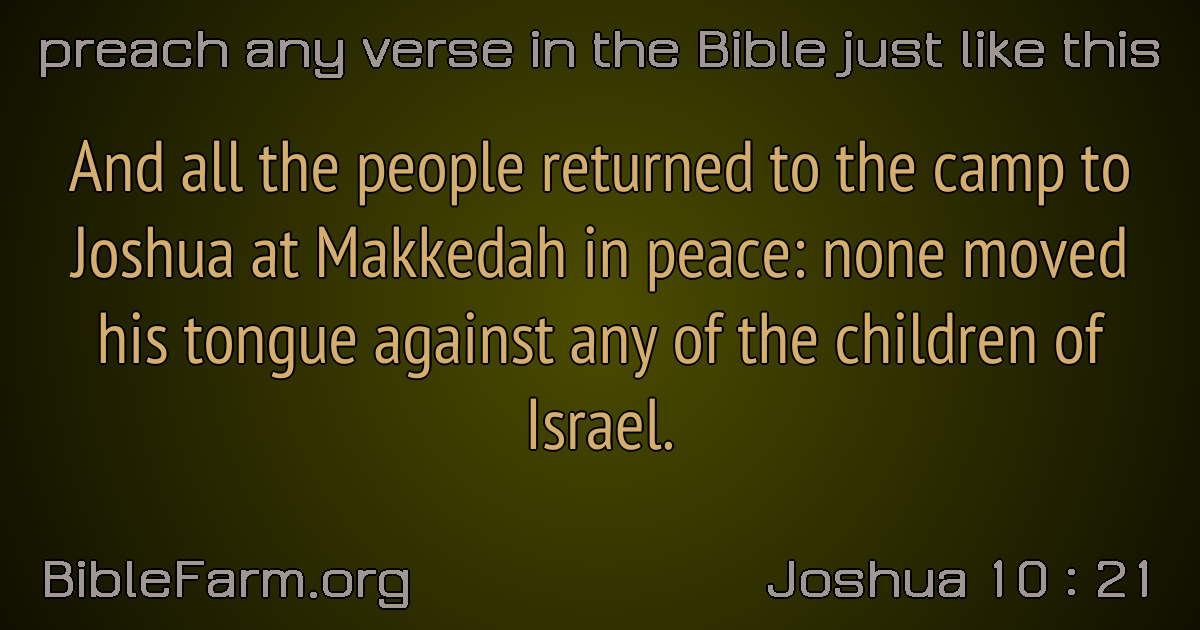 preach any verse in the Bible just like this
And all the people returned to the camp to
Joshua at Makkedah in peace: none moved
his tongue against any of the children of
Israel.
BibleFarm.org
Joshua 10 : 21